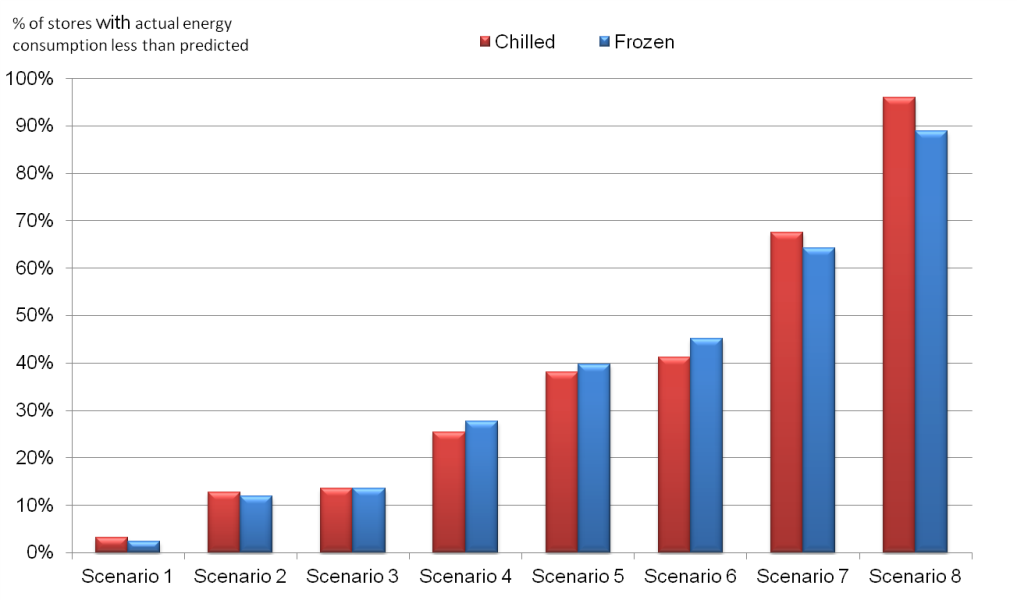 % of stores with actual energy
consumption less than predicted
Chilled Frozen
100%
90%
80%
70%
60%
50%
40%
30%
20%
10%
0%
Scenario 1 Scenario 2 Scenario 3 Scenario 4 Scenario 5 Scenario 6 Scenario 7 Scenario 8